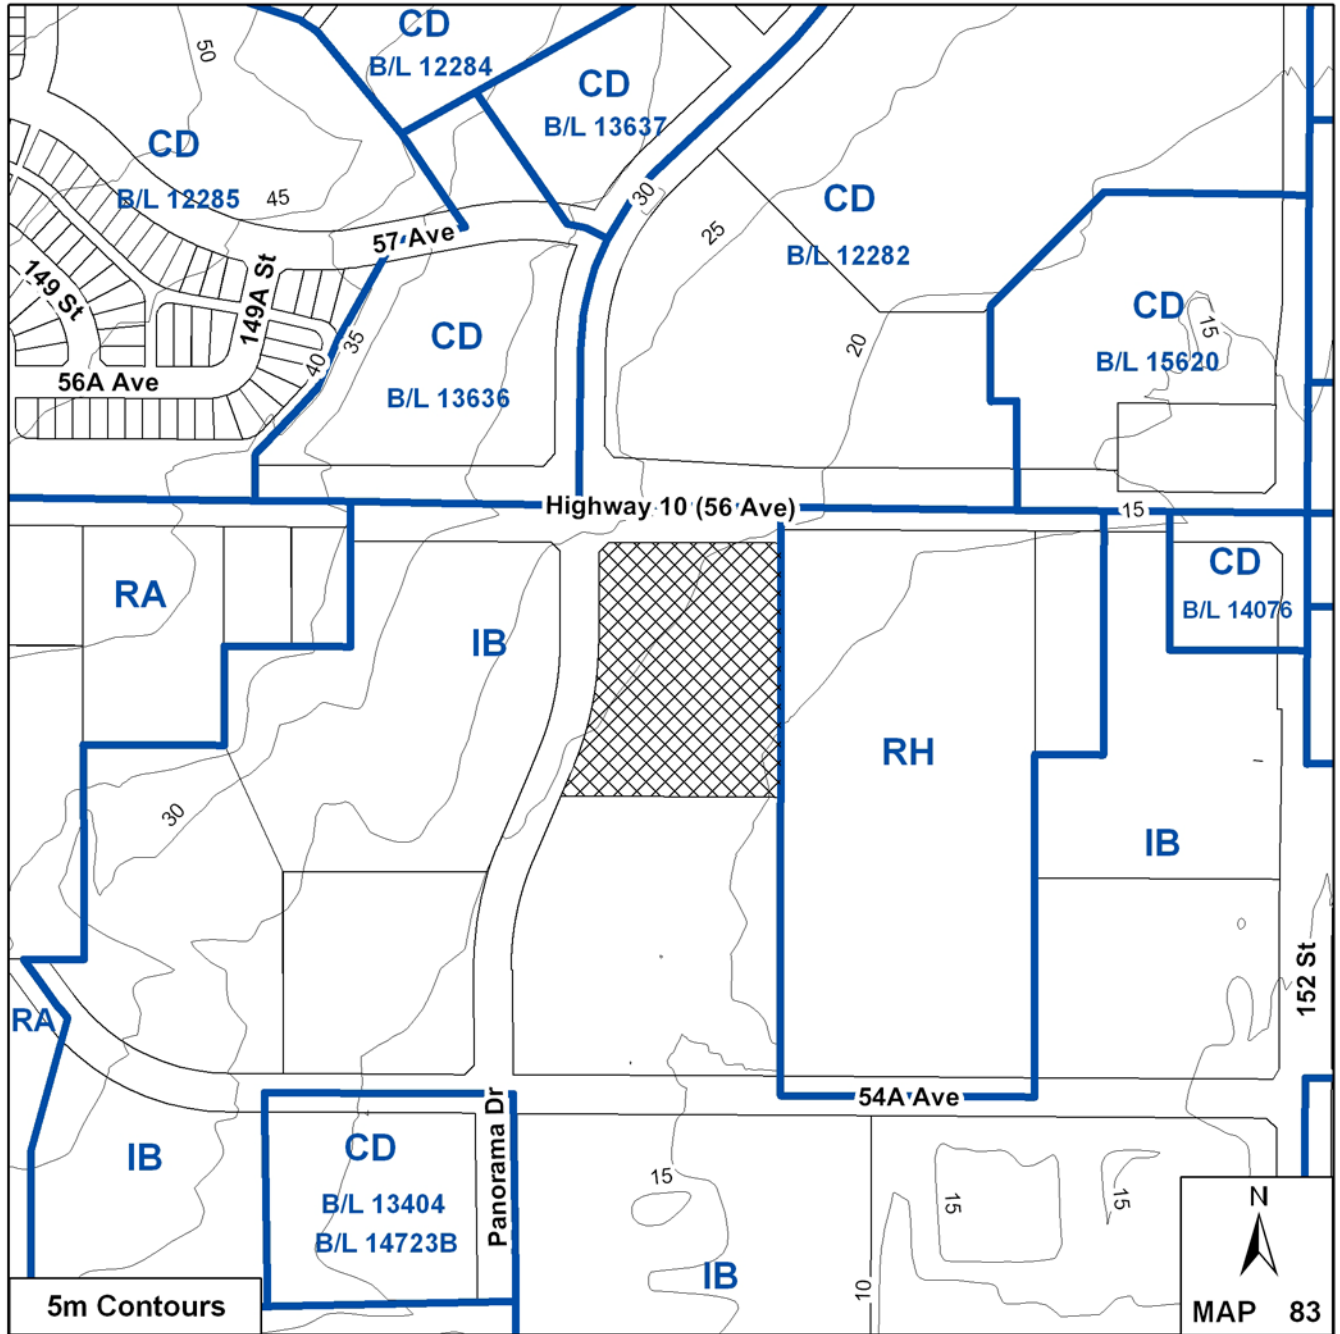 CD
B/L 12284
50
CD
B/L 13637
CD
B/L 12285
45
30
CD
B/L 12282
25
57 Ave
149 St
149A St
56A Ave
40
35
CD
B/L 13636
20
CD
B/L 15620
15
Highway 10 (56 Ave)
15
RA
IB
CD
B/L 14076
RH
30
IB
152 St
RA
54A Ave
Panorama Dr
IB
CD
B/L 13404
B/L 14723B
15
IB
10
15
15
N
5m Contours
MAP 83